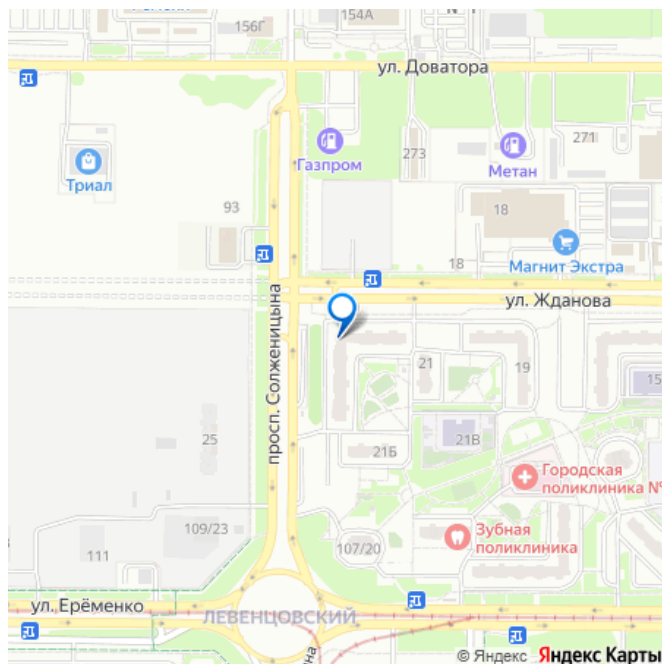 154А
156Г
ул. Доватора
Газпром
273
Метан
271
Триал
93
18
18
Магнит Экстра
ул. Жданова
просп. Солженицына
21
19
15
25
21Б
21В
Городская
поликлиника №
109/23
111
107/20
Зубная
поликлиника
ул. Ерёменко
ЛЕВЕНЦОВСКИЙ
© Яндекс Яндекс Карты